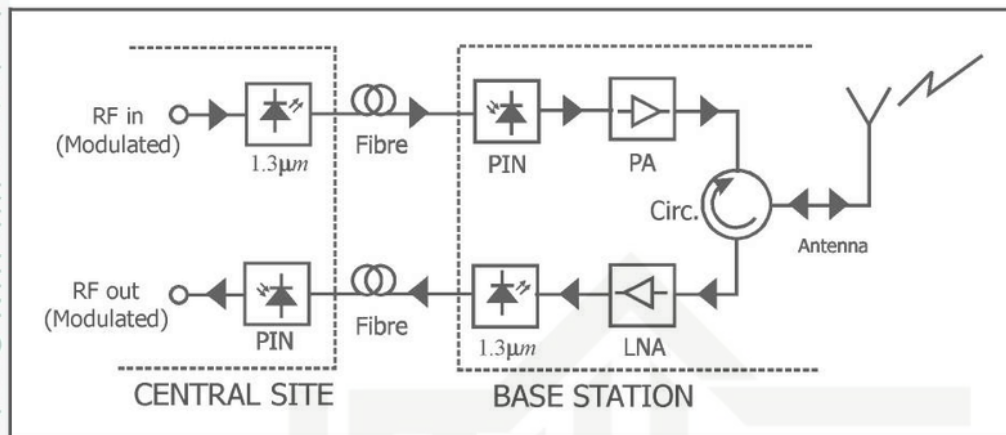 RF in
(Modulated)
1.3µm
Fibre
PIN
PA
Circ.
Antenna
RF out
(Modulated)
PIN
Fibre
1.3µm
LNA
CENTRAL SITE
BASE STATION